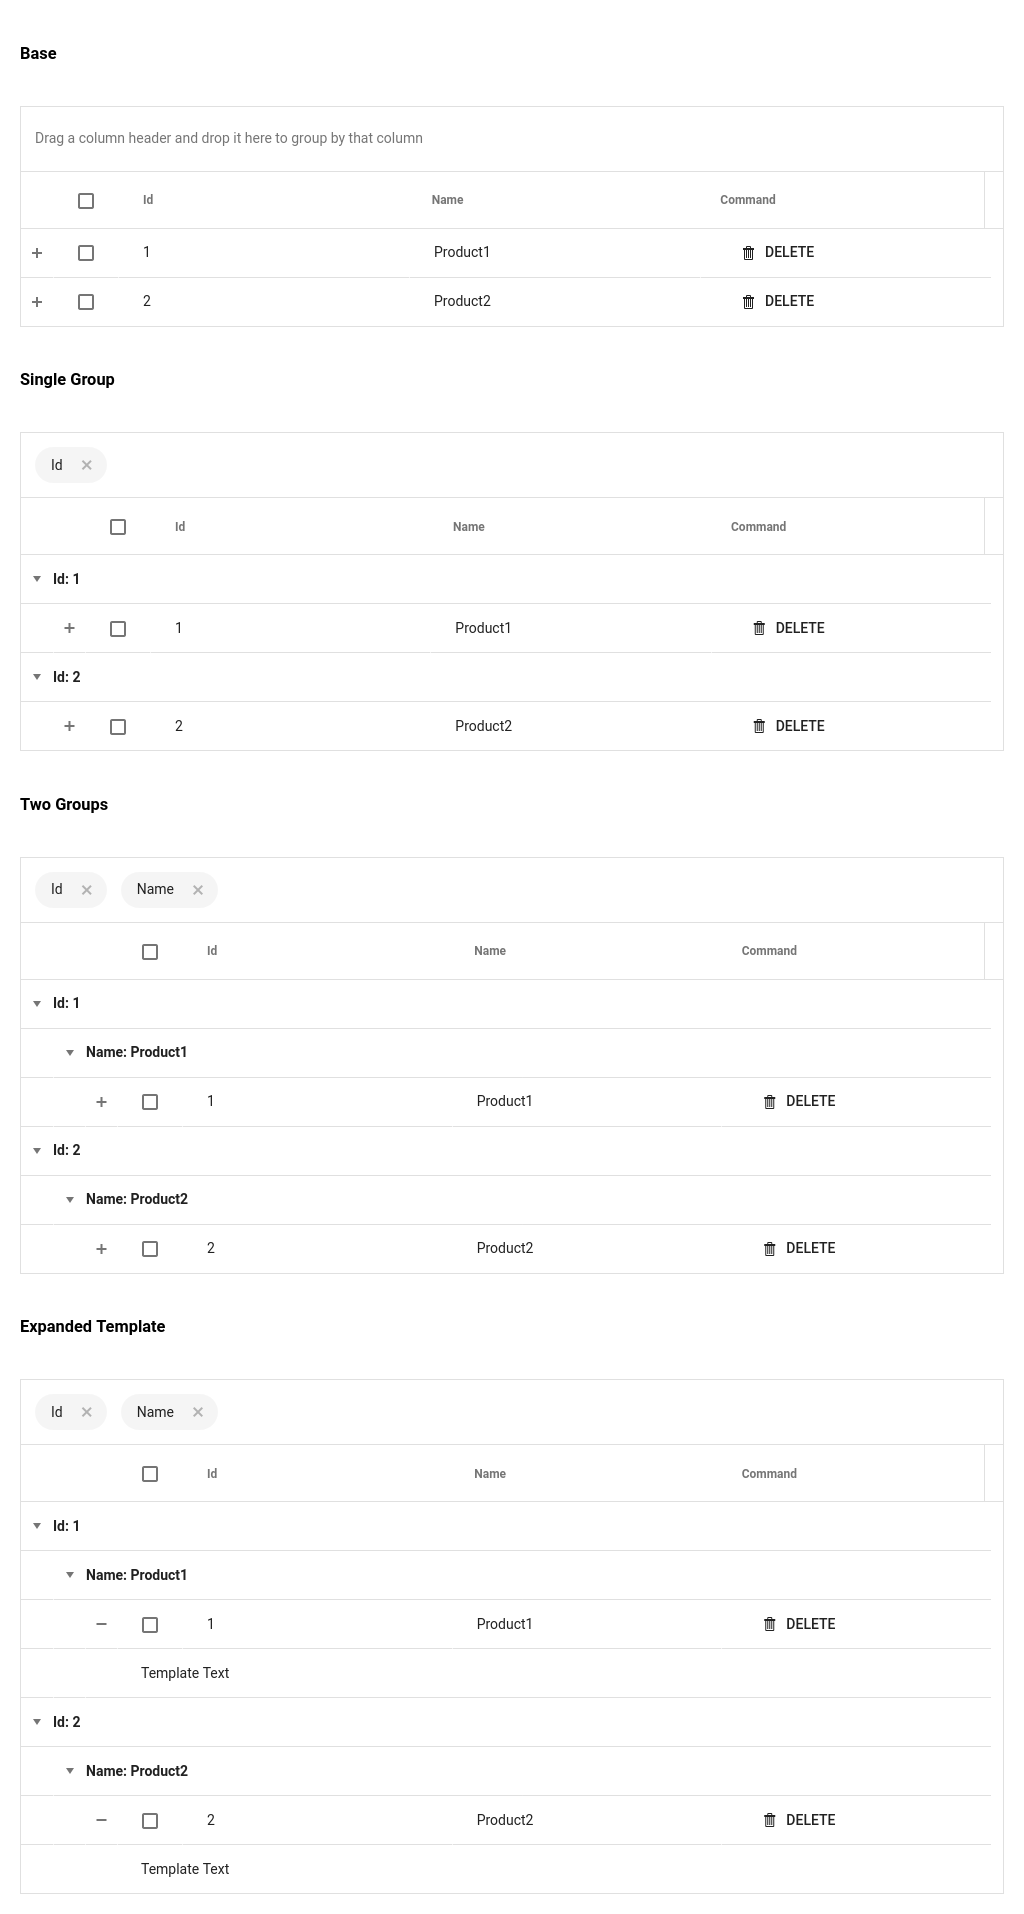 Base
Drag a column header and drop it here to group by that column
Id Name Command
1 Product1 DELETE
2 Product2 DELETE
Single Group
Id
Id Name Command
Id: 1
1 Product1 DELETE
Id: 2
2 Product2 DELETE
Two Groups
Id Name
Id Name Command
Id: 1
Name: Product1
1 Product1 DELETE
Id: 2
Name: Product2
2 Product2 DELETE
Expanded Template
Id Name
Id Name Command
Id: 1
Name: Product1
1 Product1 DELETE
Template Text
Id: 2
Name: Product2
2 Product2 DELETE
Template Text